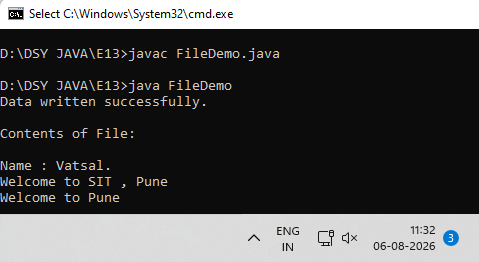 Select C:\Windows\System32\cmd.exe
D:\DSY JAVA\E13>javac FileDemo.java
D:\DSY JAVA\E13>java FileDemo
Data written successfully.
Contents of File:
Name : Vatsal.
Welcome to SIT , Pune
Welcome to Pune
ENG
IN
11:32
06-08-2026
3